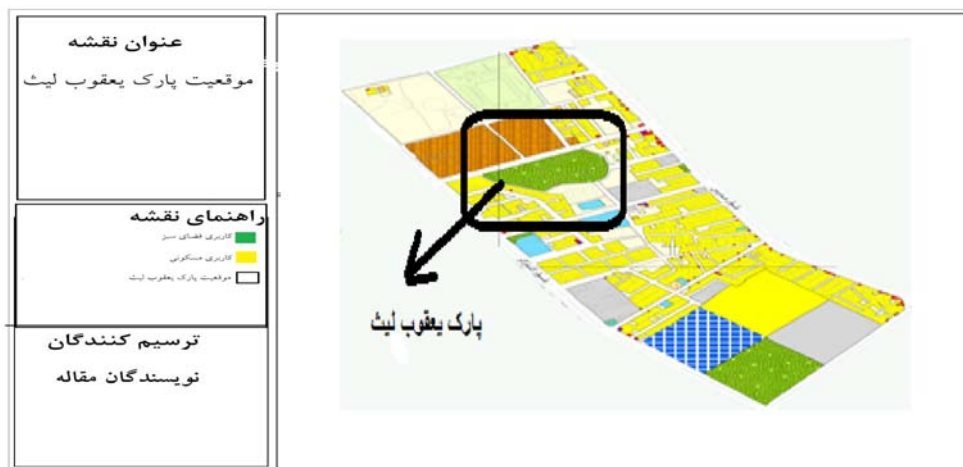 عنوان نقشه
موقعیت پارک یعقوب لیث
راهنمای نقشه
کاربری فضای سبز
کاربری مسکونی
موقعیت پارک یعقوب لیث
ترسیم کنندگان
نویسندگان مقاله
پارک یعقوب لیث